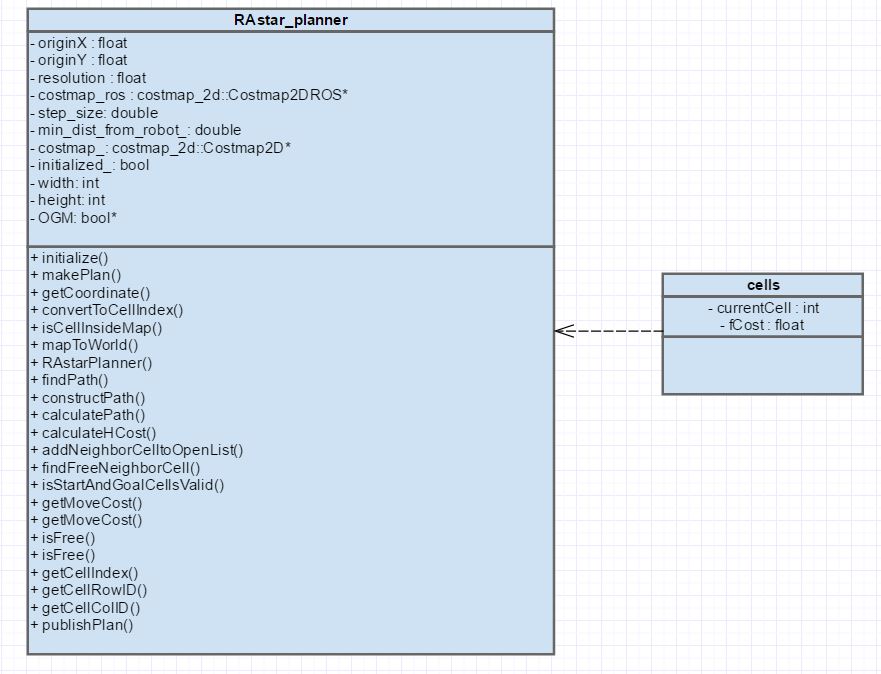 RAstar_planner
- originX : float
- originY : float
- resolution : float
- costmap_ros : costmap_2d::Costmap2DROS*
- step_size: double
- min_dist_from_robot_: double
- costmap_: costmap_2d::Costmap2D*
- initialized_: bool
- width: int
- height: int
- OGM: bool*
+ initialize()
+ makePlan()
+ getCoordinate()
+ convertToCellIndex()
+ isCellInsideMap()
+ mapToWorld()
+ RAstarPlanner()
+ findPath()
+ constructPath()
+ calculatePath()
+ calculateHCost()
+ addNeighborCelltoOpenList()
+ findFreeNeighborCell()
+ isStartAndGoalCellsValid()
+ getMoveCost()
+ getMoveCost()
+ isFree()
+ isFree()
+ getCellIndex()
+ getCellRowID()
+ getCellColID()
+ publishPlan()
cells
- currentCell : int
- fCost : float